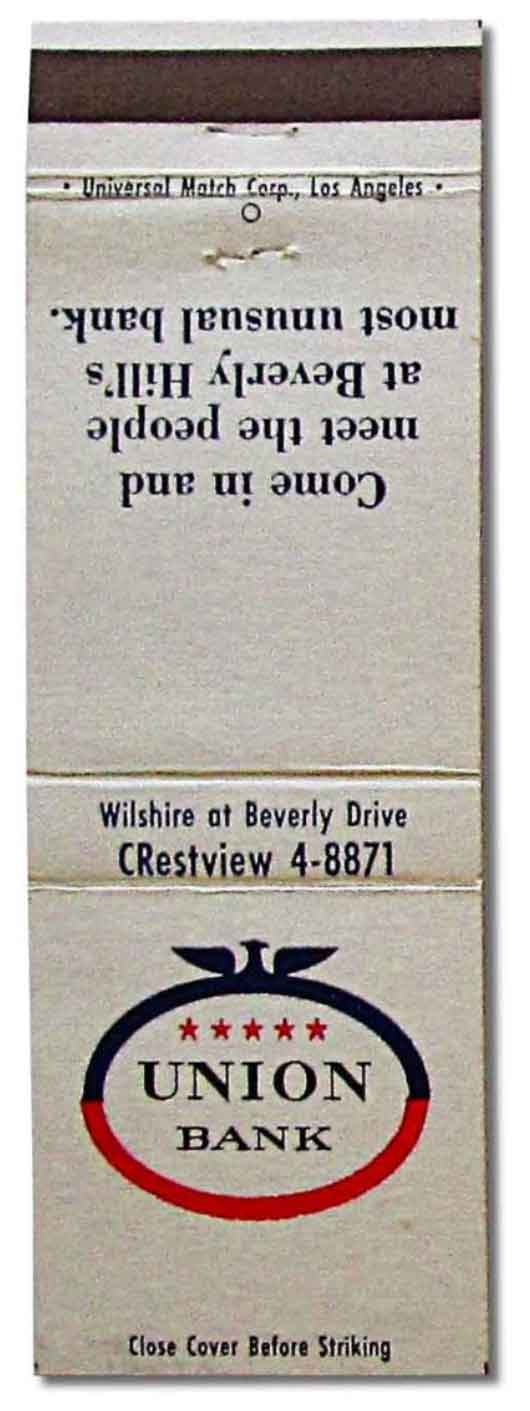 • Universal Match Corp., Los Angeles •
Come in and
meet the people
at Beverly Hill's
most unusual bank.
Wilshire at Beverly Drive
CRestview 4-8871
UNION
BANK
Close Cover Before Striking